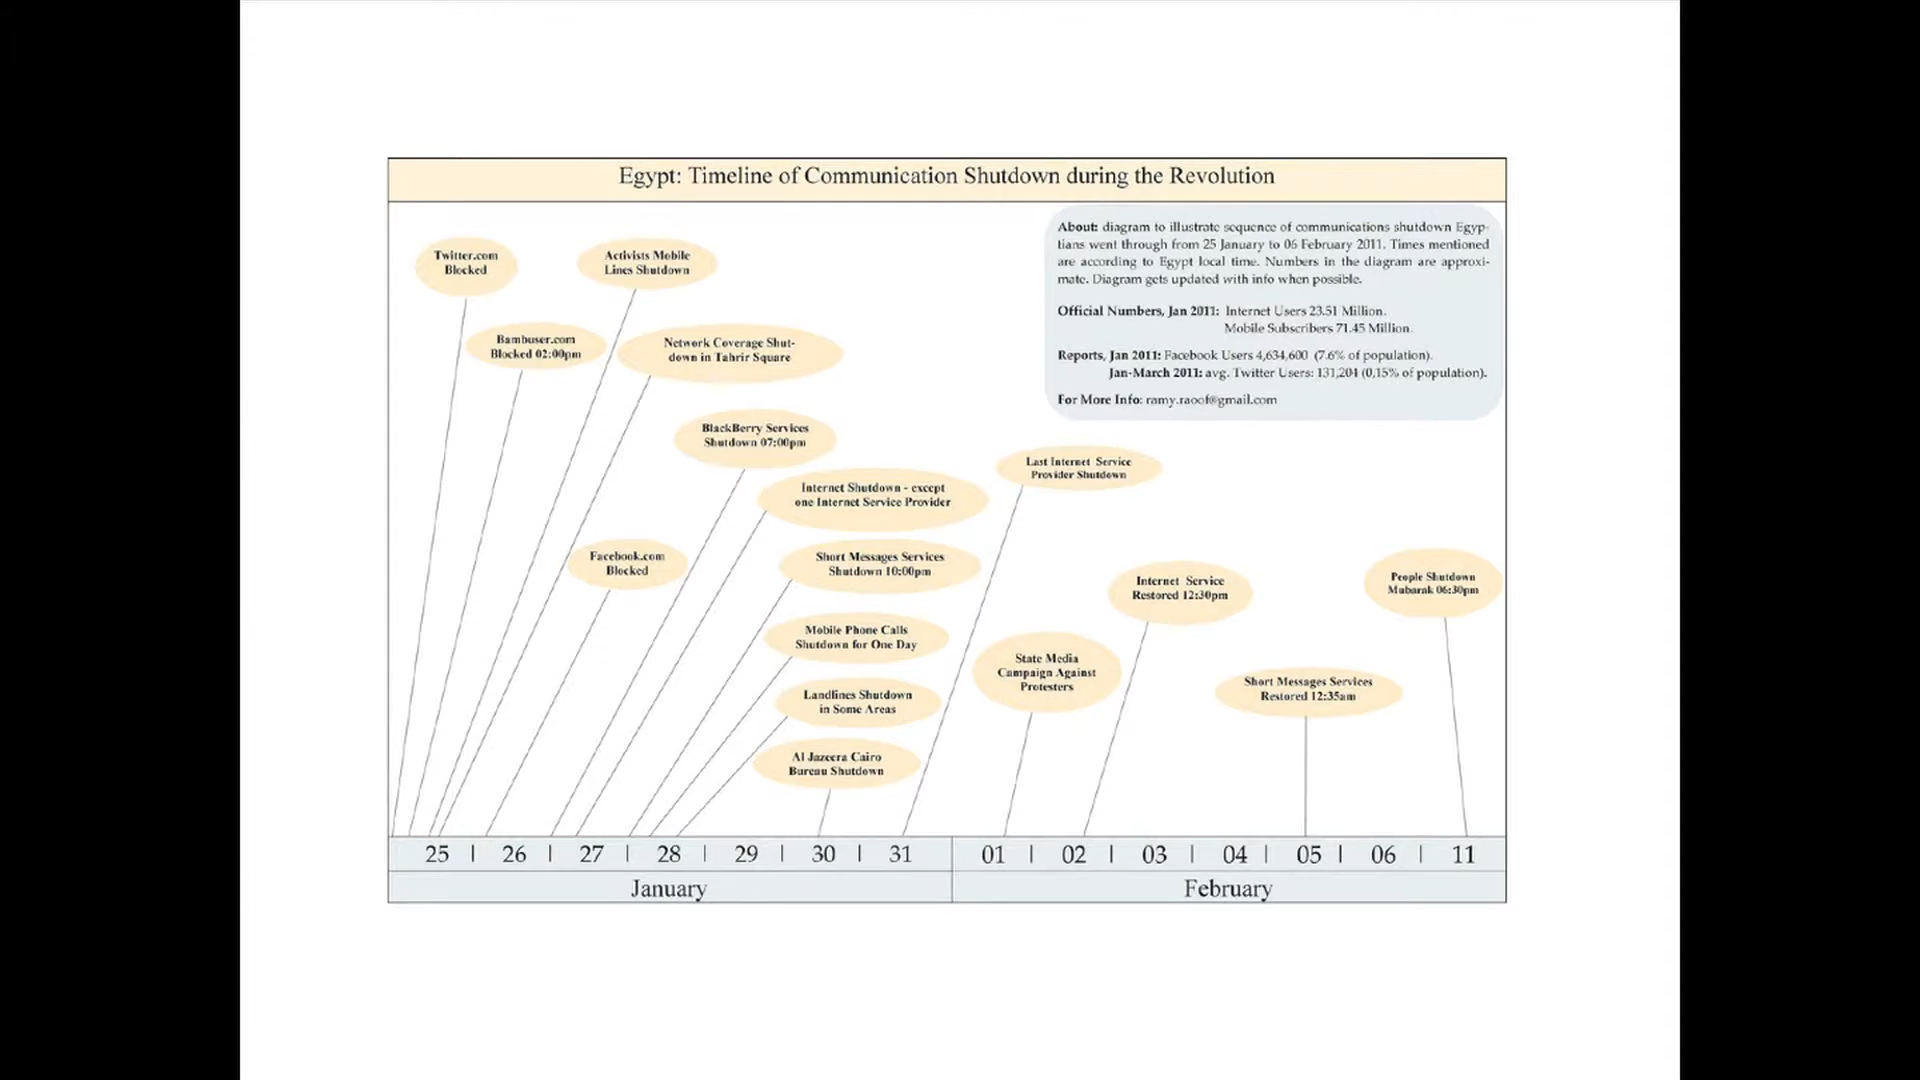 Egypt: Timeline of Communication Shutdown during the Revolution
About: diagram to illustrate sequence of communications shutdown Egyp-
tians went through from 25 January to 06 February 2011. Times mentioned
are according to Egypt local time. Numbers in the diagram are approxi-
mate. Diagram gets updated with info when possible.
Official Numbers, Jan 2011: Internet Users 23.51 Million.
Mobile Subscribers 71.45 Million.
Reports, Jan 2011: Facebook Users 4,634,600 (7.6% of population).
Jan-March 2011: avg. Twitter Users: 131,204 (0,15% of population).
For More Info: ramy.raoof@gmail.com
Twitter.com
Blocked
Activists Mobile
Lines Shutdown
Bambuser.com
Blocked 02:00pm
Network Coverage Shut-
down in Tahrir Square
BlackBerry Services
Shutdown 07:00pm
Last Internet Service
Provider Shutdown
Internet Shutdown - except
one Internet Service Provider
Facebook.com
Blocked
Short Messages Services
Shutdown 10:00pm
Internet Service
Restored 12:30pm
People Shutdown
Mubarak 06:30pm
Mobile Phone Calls
Shutdown for One Day
State Media
Campaign Against
Protesters
Short Messages Services
Restored 12:35am
Landlines Shutdown
in Some Areas
Al Jazeera Cairo
Bureau Shutdown
25 | 26 | 27 | 28 | 29 | 30 | 31 01 | 02 | 03 | 04 | 05 | 06 | 11
January February